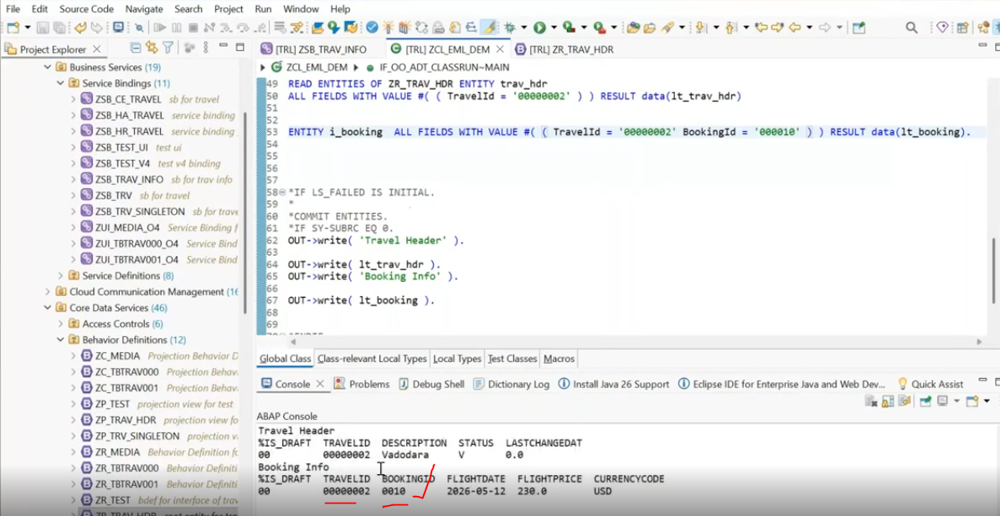 File Edit Source Code Navigate Search Project Run Window Help
Project Explorer
Business Services (19)
Service Bindings (11)
ZSB_CE_TRAVEL sb for travel
ZSB_HA_TRAVEL service binding
ZSB_HR_TRAVEL service binding
ZSB_TEST_UI test ui
ZSB_TEST_V4 test v4 binding
ZSB_TRAV_INFO sb for trav info
ZSB_TRV sb for travel
ZSB_TRV_SINGLETON sb for trave
ZUI_MEDIA_O4 Service Binding f
ZUI_TBTRAV000_O4 Service Bind
ZUI_TBTRAV001_O4 Service Bind
Service Definitions (8)
Cloud Communication Management (16
Core Data Services (46)
Access Controls (6)
Behavior Definitions (12)
ZC_MEDIA Projection Behavior D
ZC_TBTRAV000 Projection Behav
ZC_TBTRAV001 Projection Behav
ZP_TEST projection view for test
ZP_TRAV_HDR projection view fo
ZP_TRV_SINGLETON projection v
ZR_MEDIA Behavior Definition fo
ZR_TBTRAV000 Behavior Definiti
ZR_TBTRAV001 Behavior Definiti
ZR_TEST bdef for interface of trav
ZR_TRAV_HDR root entity for tra
[TRL] ZSB_TRAV_INFO [TRL] ZCL_EML_DEM [TRL] ZR_TRAV_HDR
ZCL_EML_DEM IF_OO_ADT_CLASSRUN~MAIN
49 READ ENTITIES OF ZR_TRAV_HDR ENTITY trav_hdr
50 ALL FIELDS WITH VALUE #( ( TravelId = '00000002' ) ) RESULT data(lt_trav_hdr)
51
52
53 ENTITY i_booking ALL FIELDS WITH VALUE #( ( TravelId = '00000002' BookingId = '000010' ) ) RESULT data(lt_booking).
54
55
56
57
58 *IF LS_FAILED IS INITIAL.
59 *
60 *COMMIT ENTITIES.
61 *IF SY-SUBRC EQ 0.
62 OUT->write( 'Travel Header' ).
63
64 OUT->write( lt_trav_hdr ).
65 OUT->write( 'Booking Info' ).
66
67 OUT->write( lt_booking ).
68
69
Global Class Class-relevant Local Types Local Types Test Classes Macros
Console Problems Debug Shell Dictionary Log Install Java 26 Support Eclipse IDE for Enterprise Java and Web Dev... Quick Assist
ABAP Console
Travel Header
%IS_DRAFT TRAVELID DESCRIPTION STATUS LASTCHANGEDAT
00 00000002 Vadodara V 0.0
Booking Info
%IS_DRAFT TRAVELID BOOKINGID FLIGHTDATE FLIGHTPRICE CURRENCYCODE
00 00000002 0010 2026-05-12 230.0 USD